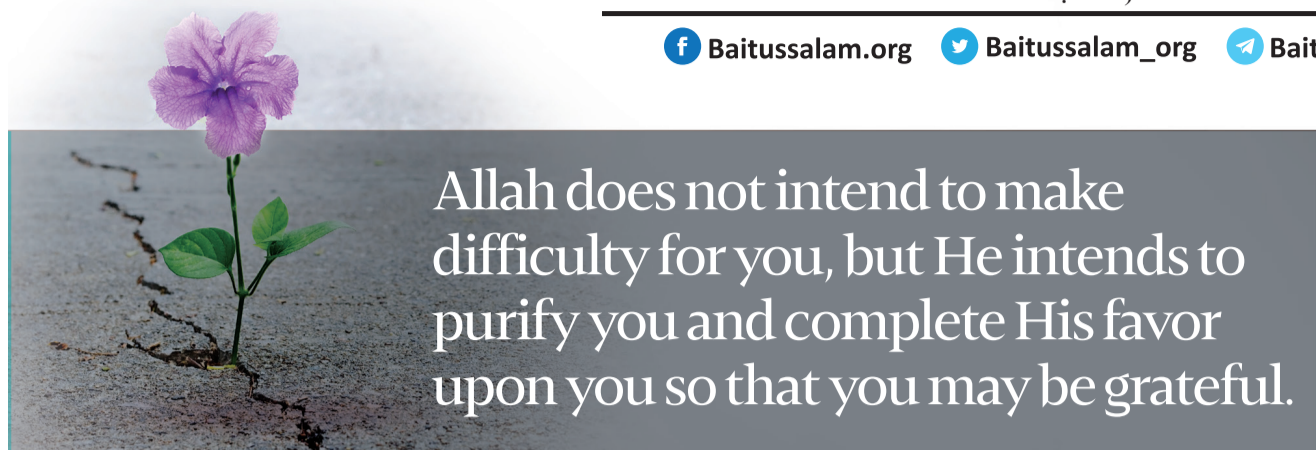 Baitussalam.org Baitussalam_org Bait
Allah does not intend to make
difficulty for you, but He intends to
purify you and complete His favor
upon you so that you may be grateful.